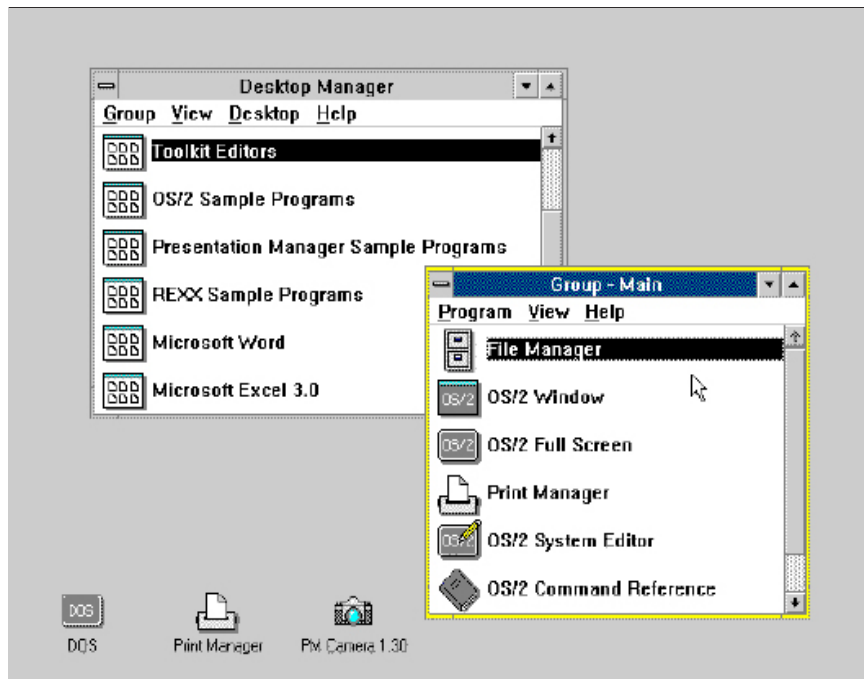 Desktop Manager
Group View Desktop Help
Toolkit Editors
OS/2 Sample Programs
Presentation Manager Sample Programs
REXX Sample Programs
Microsoft Word
Microsoft Excel 3.0
Group - Main
Program View Help
File Manager
OS/2 OS/2 Window
OS/2 OS/2 Full Screen
Print Manager
OS/2 OS/2 System Editor
OS/2 Command Reference
DOS
DOS
Print Manager
PM Camera 1.30